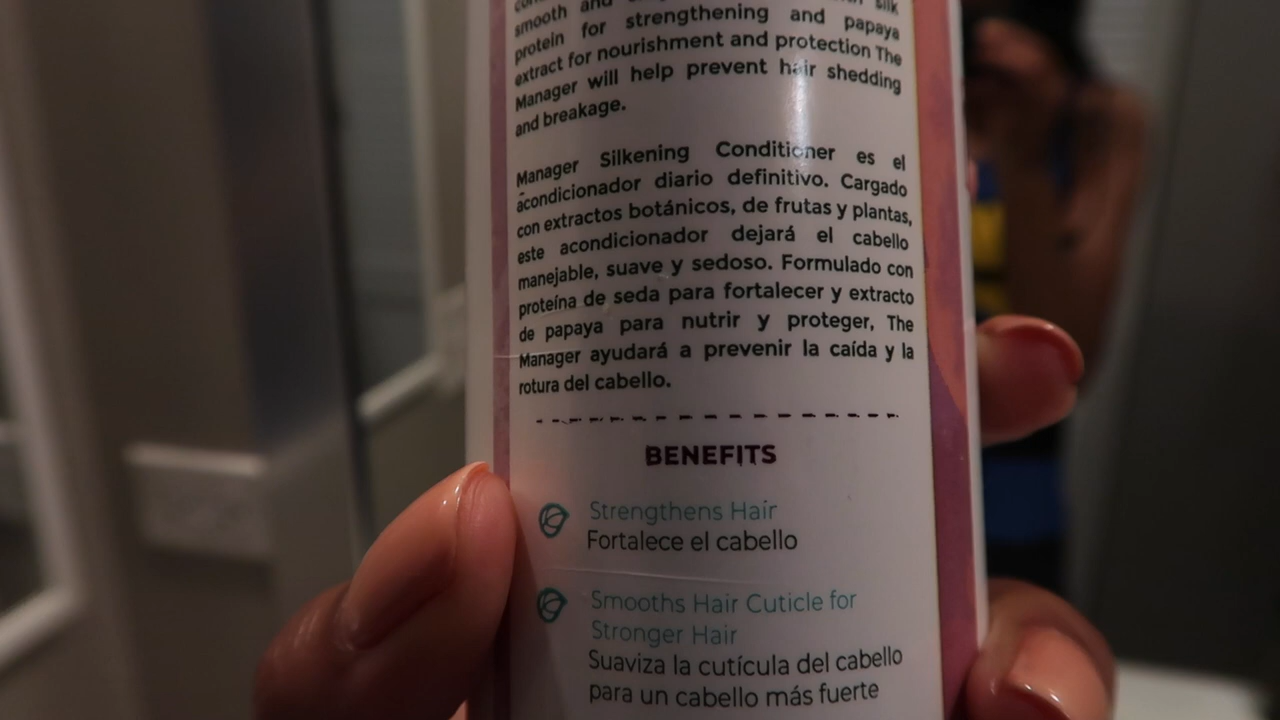 smooth and silk
protein for strengthening and papaya
extract for nourishment and protection The
Manager will help prevent hair shedding
and breakage.
Manager Silkening Conditioner es el
acondicionador diario definitivo. Cargado
con extractos botánicos, de frutas y plantas,
este acondicionador dejará el cabello
manejable, suave y sedoso. Formulado con
proteína de seda para fortalecer y extracto
de papaya para nutrir y proteger, The
Manager ayudará a prevenir la caída y la
rotura del cabello.
BENEFITS
Strengthens Hair
Fortalece el cabello
Smooths Hair Cuticle for
Stronger Hair
Suaviza la cutícula del cabello
para un cabello más fuerte